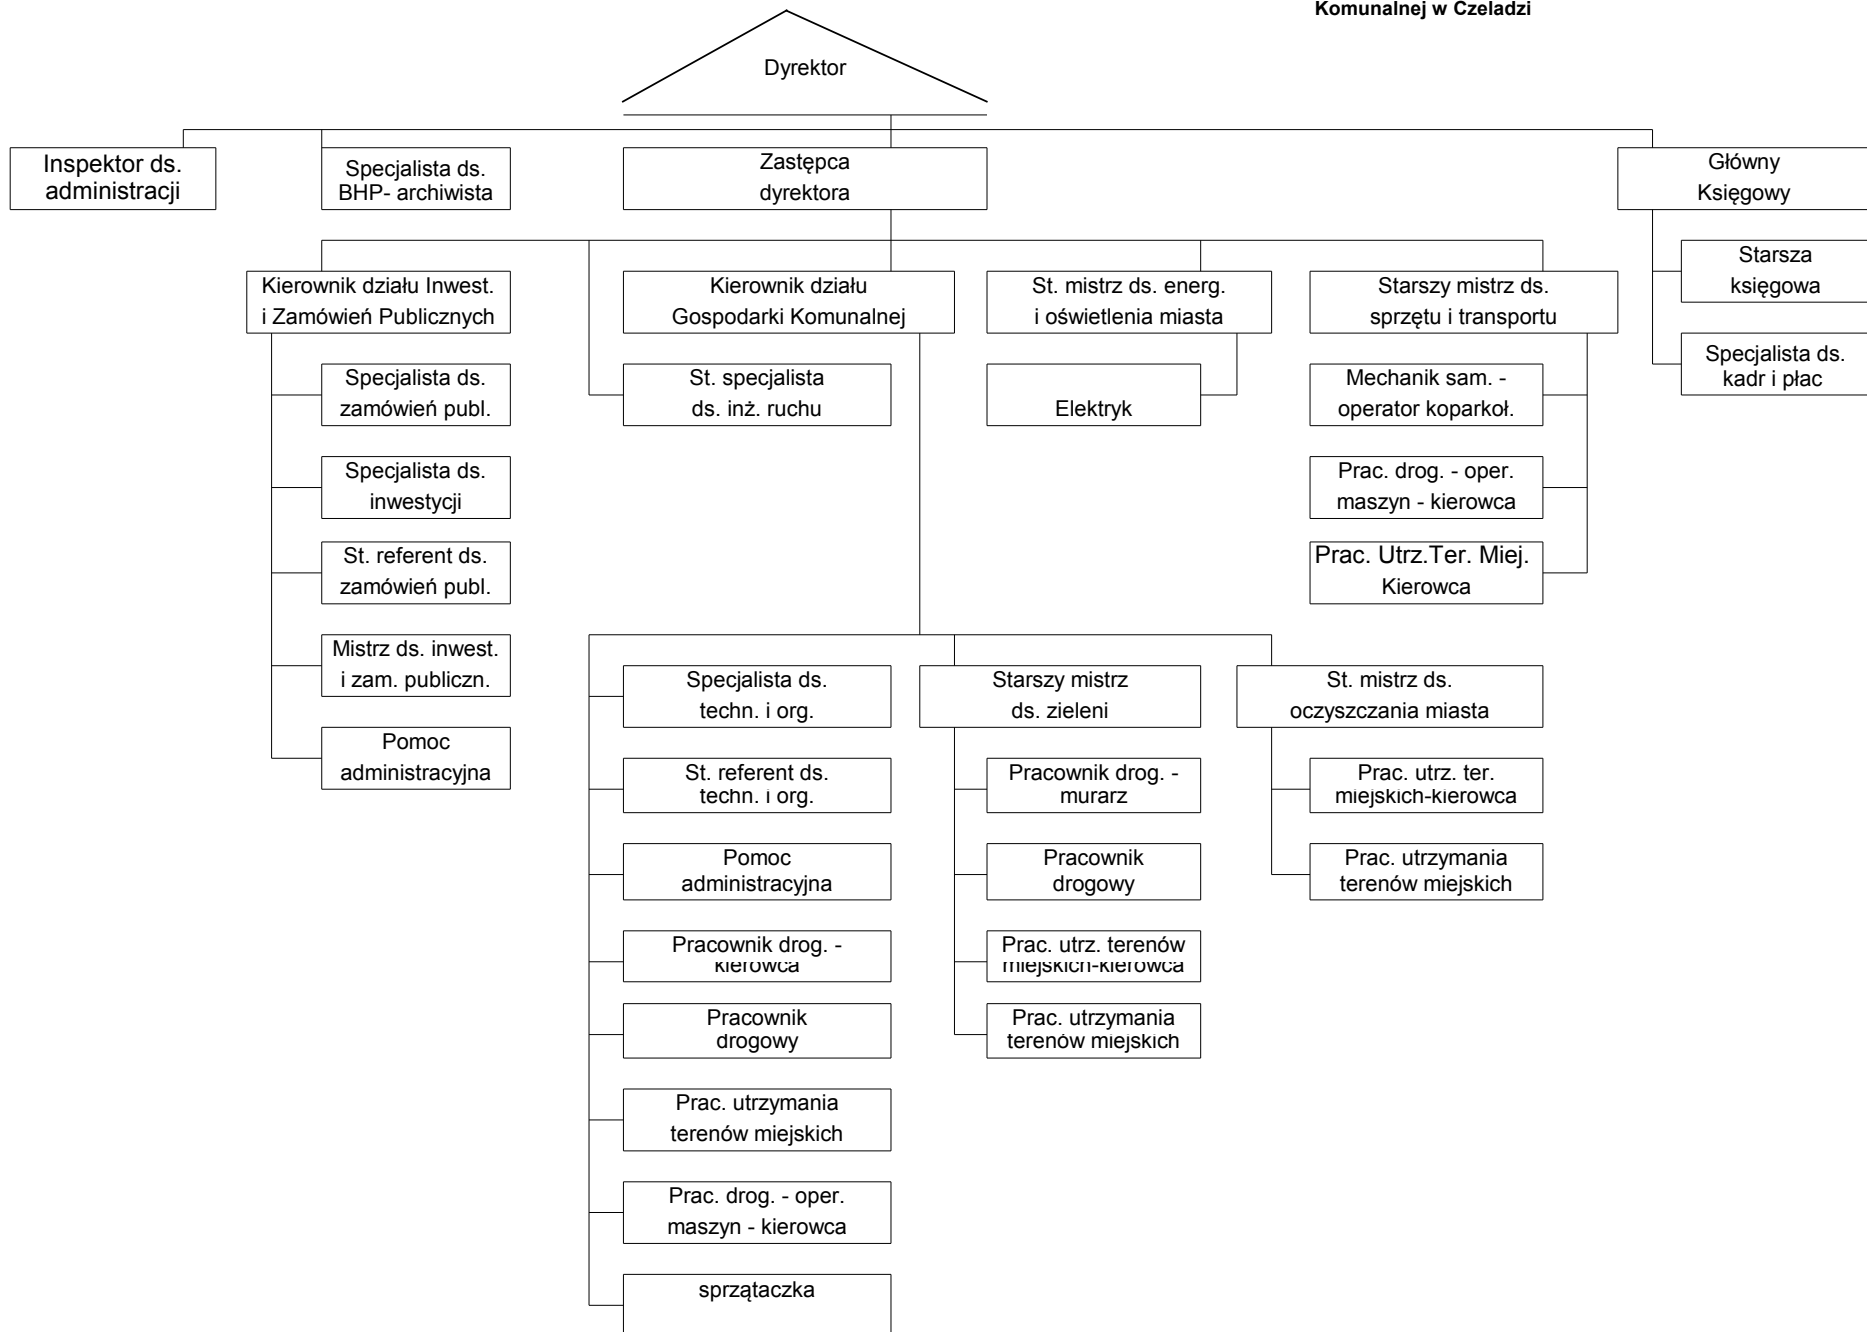 Komunalnej w Czeladzi
Dyrektor
Inspektor ds.
administracji
Specjalista ds.
BHP- archiwista
Zastępca
dyrektora
Główny
Księgowy
Starsza
księgowa
Specjalista ds.
kadr i płac
Kierownik działu Inwest.
i Zamówień Publicznych
Kierownik działu
Gospodarki Komunalnej
St. mistrz ds. energ.
i oświetlenia miasta
Starszy mistrz ds.
sprzętu i transportu
Specjalista ds.
zamówień publ.
St. specjalista
ds. inż. ruchu
Elektryk
Mechanik sam. -
operator koparkoł.
Specjalista ds.
inwestycji
Prac. drog. - oper.
maszyn - kierowca
St. referent ds.
zamówień publ.
Prac. Utrz.Ter. Miej.
Kierowca
Mistrz ds. inwest.
i zam. publiczn.
Pomoc
administracyjna
Specjalista ds.
techn. i org.
Starszy mistrz
ds. zieleni
St. mistrz ds.
oczyszczania miasta
St. referent ds.
techn. i org.
Pracownik drog. -
murarz
Prac. utrz. ter.
miejskich-kierowca
Pomoc
administracyjna
Pracownik
drogowy
Prac. utrzymania
terenów miejskich
Pracownik drog. -
kierowca
Prac. utrz. terenów
miejskich-kierowca
Pracownik
drogowy
Prac. utrzymania
terenów miejskich
Prac. utrzymania
terenów miejskich
Prac. drog. - oper.
maszyn - kierowca
sprzątaczka